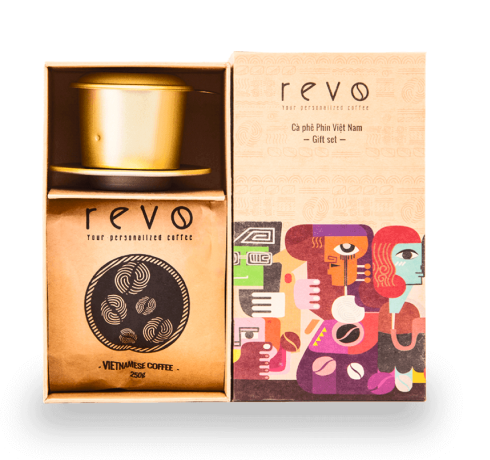 revo
Your personalized coffee
Cà phê Phin Việt Nam
– Gift set –
revo
Your personalized coffee
- VIETNAMESE COFFEE -
250G